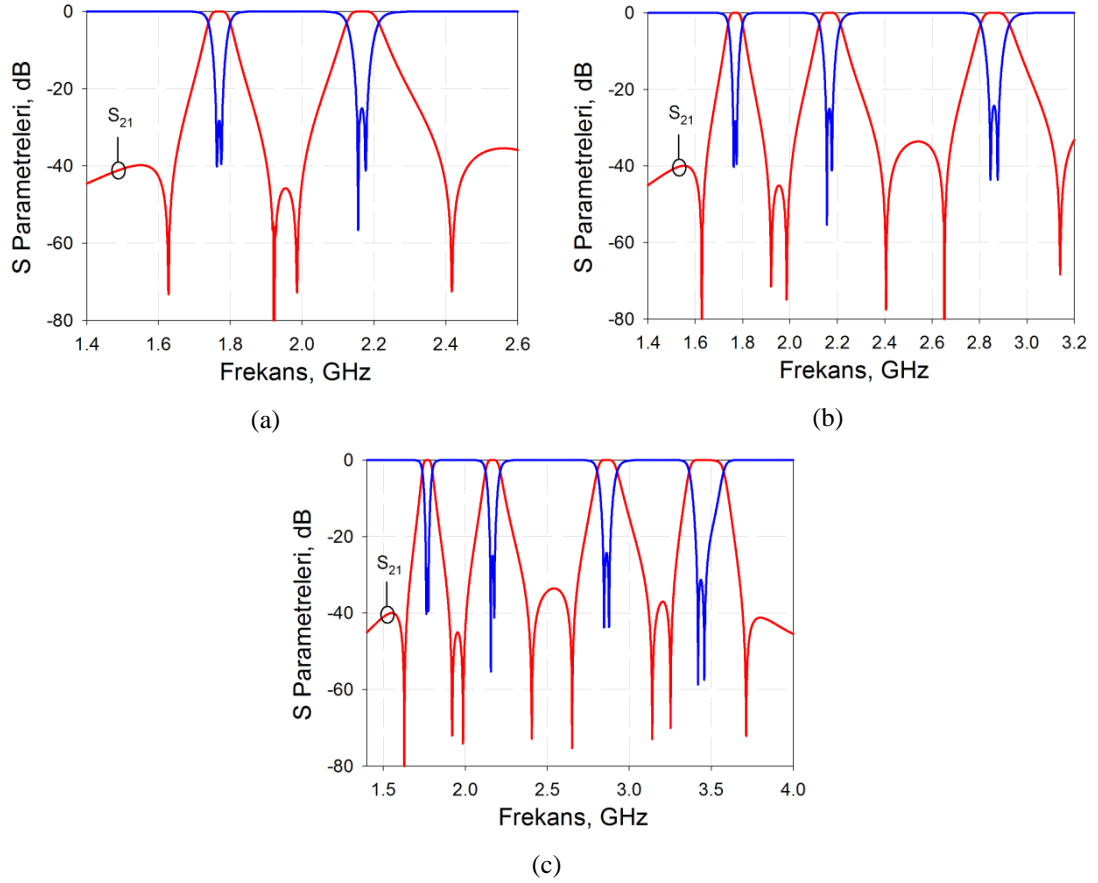 0
-20
-40
-60
-80
S Parametreleri, dB
S21
1.4 1.6 1.8 2.0 2.2 2.4 2.6
Frekans, GHz
(a)
0
-20
-40
-60
-80
S Parametreleri, dB
S21
1.4 1.6 1.8 2.0 2.2 2.4 2.6 2.8 3.0 3.2
Frekans, GHz
(b)
0
-20
-40
-60
-80
S Parametreleri, dB
S21
1.5 2.0 2.5 3.0 3.5 4.0
Frekans, GHz
(c)